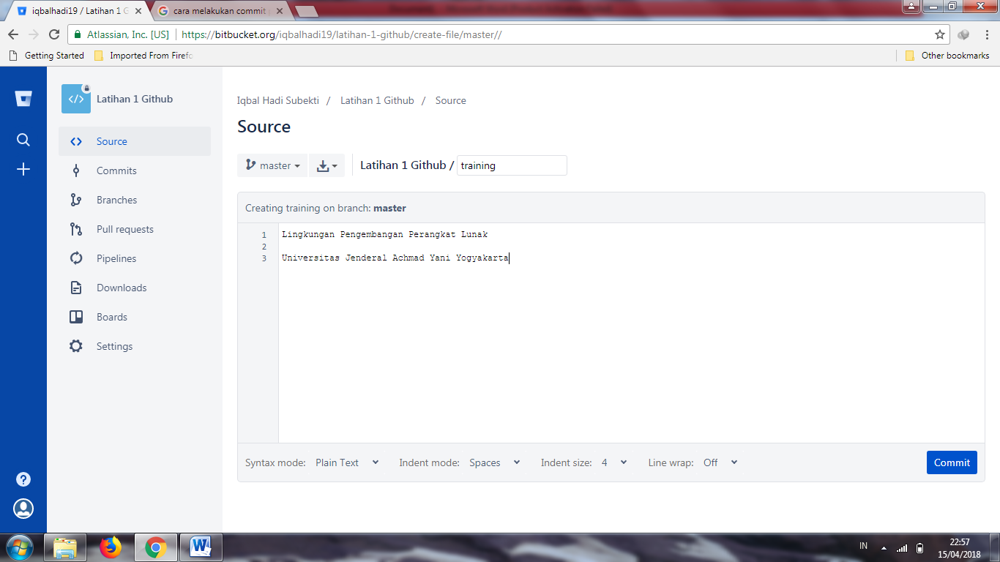 iqbalhadi19 / Latihan 1 G
cara melakukan commit
Atlassian, Inc. [US]
https://bitbucket.org/iqbalhadi19/latihan-1-github/create-file/master//
Getting Started
Imported From Firefo
Other bookmarks
Latihan 1 Github
Source
Commits
Branches
Pull requests
Pipelines
Downloads
Boards
Settings
Iqbal Hadi Subekti / Latihan 1 Github / Source
Source
master
Latihan 1 Github / training
Creating training on branch: master
1 Lingkungan Pengembangan Perangkat Lunak
2
3 Universitas Jenderal Achmad Yani Yogyakarta
Syntax mode: Plain Text Indent mode: Spaces Indent size: 4 Line wrap: Off Commit
IN
22:57
15/04/2018